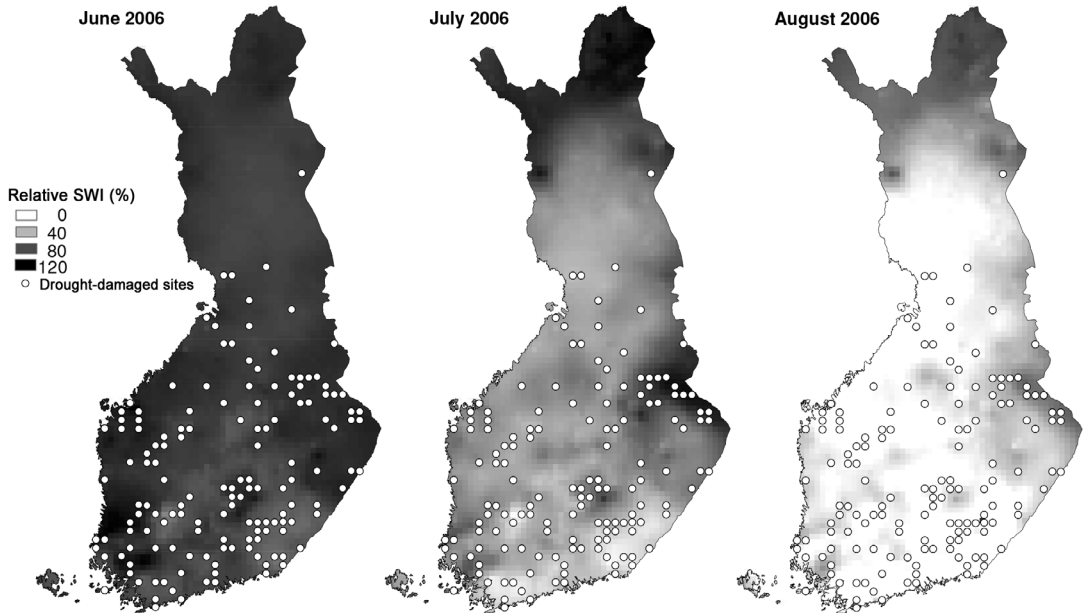 June 2006
July 2006
August 2006
Relative SWI (%)
0
40
80
120
Drought-damaged sites